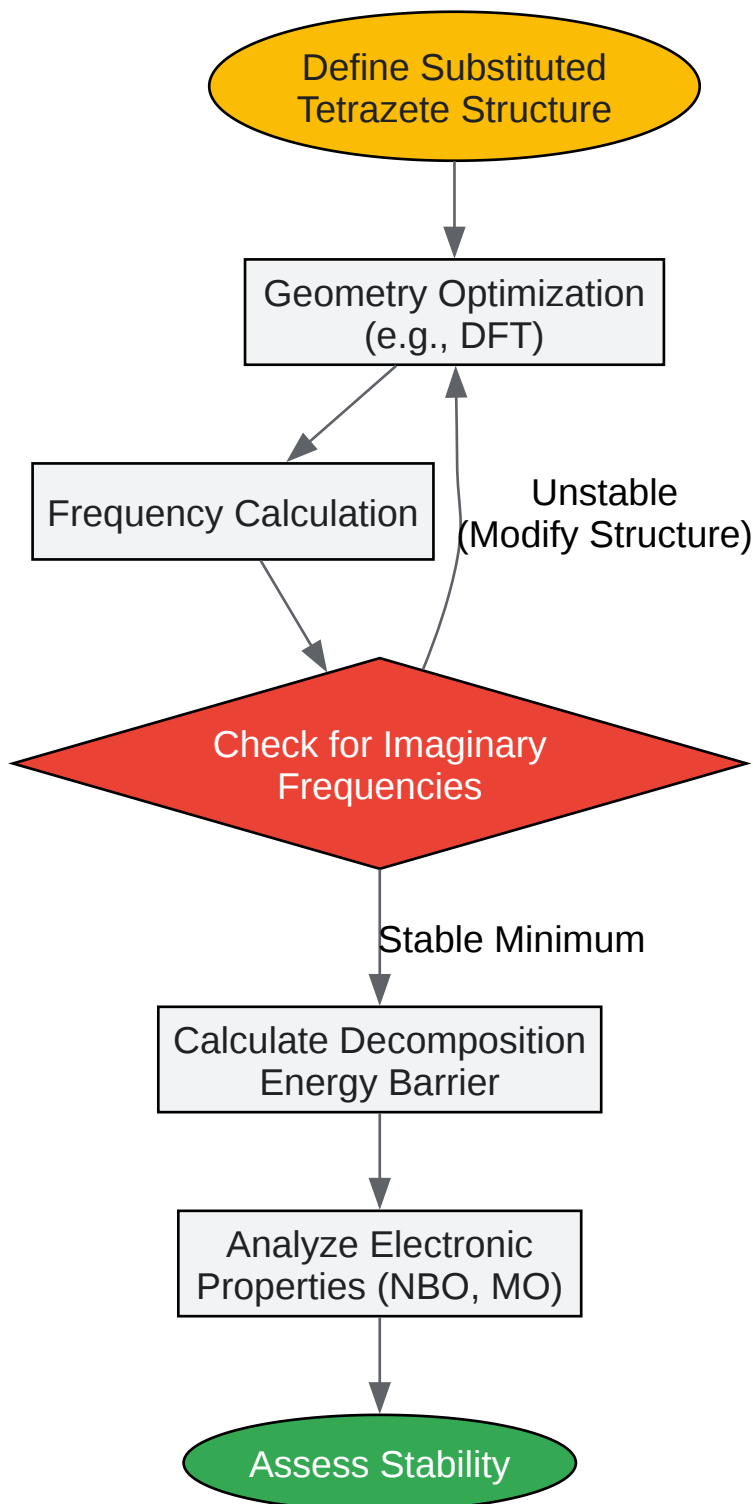 Define Substituted
Tetrazete Structure
Geometry Optimization
(e.g., DFT)
Frequency Calculation
Unstable
(Modify Structure)
Check for Imaginary
Frequencies
Stable Minimum
Calculate Decomposition
Energy Barrier
Analyze Electronic
Properties (NBO, MO)
Assess Stability